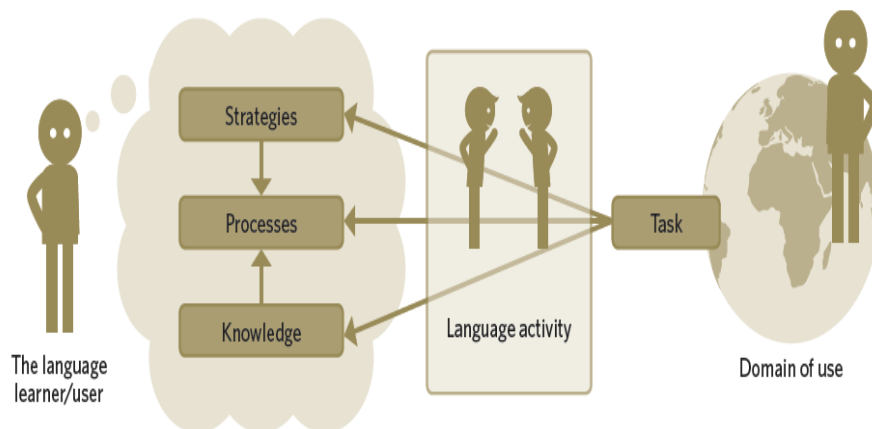 Strategies
Processes
Task
Knowledge
Language activity
The language
learner/user
Domain of use